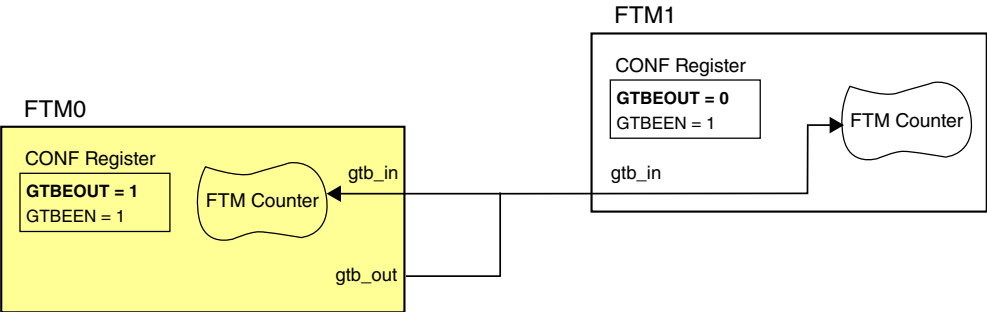 FTM1
CONF Register
GTBEOUT = 0
GTBEEN = 1
FTM Counter
gtb_in
FTM0
CONF Register
GTBEOUT = 1
GTBEEN = 1
FTM Counter
gtb_in
gtb_out